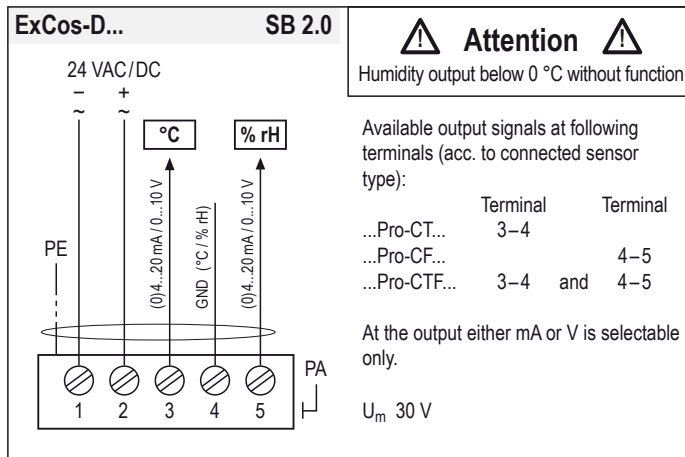 ExCos-D... SB 2.0
24 VAC/DC
– +
~ ~
°C % rH
PE
(0)4...20 mA / 0...10 V
GND (°C / % rH)
(0)4...20 mA / 0...10 V
PA
1 2 3 4 5
Attention
Humidity output below 0 °C without function
Available output signals at following
terminals (acc. to connected sensor
type):
Terminal Terminal
...Pro-CT... 3–4
...Pro-CF... 4–5
...Pro-CTF... 3–4 and 4–5
At the output either mA or V is selectable
only.
Um 30 V